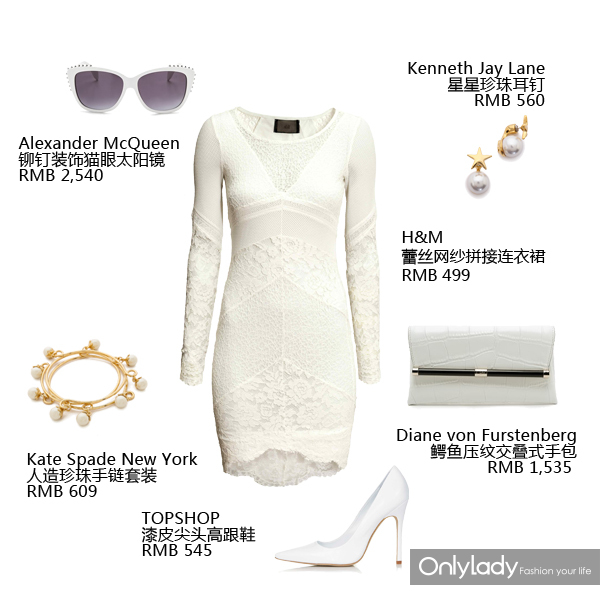 Kenneth Jay Lane
星星珍珠耳钉
RMB 560
Alexander McQueen
铆钉装饰猫眼太阳镜
RMB 2,540
H&M
蕾丝网纱拼接连衣裙
RMB 499
Diane von Furstenberg
鳄鱼压纹交叠式手包
RMB 1,535
Kate Spade New York
人造珍珠手链套装
RMB 609
TOPSHOP
漆皮尖头高跟鞋
RMB 545
Onlylady Fashion your life